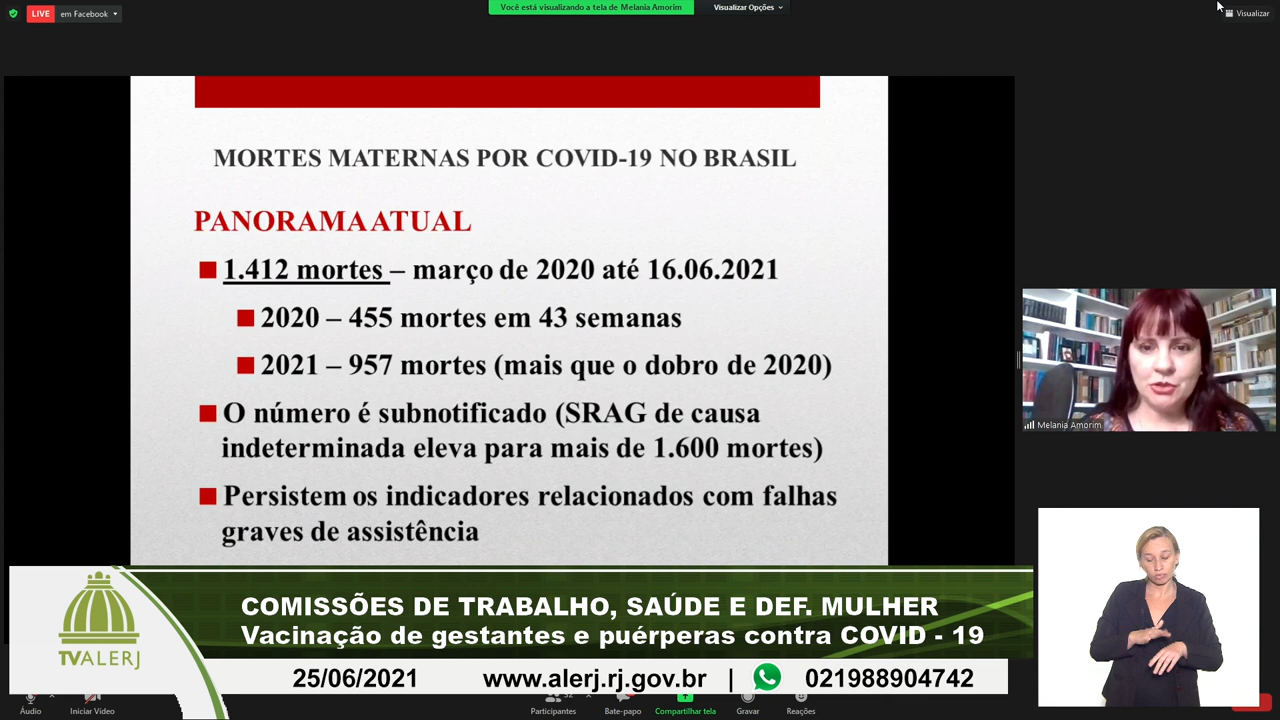 LIVE
em Facebook
Você está visualizando a tela de Melania Amorim
Visualizar Opções
Visualizar
MORTES MATERNAS POR COVID-19 NO BRASIL
PANORAMA ATUAL
1.412 mortes – março de 2020 até 16.06.2021
2020 – 455 mortes em 43 semanas
2021 – 957 mortes (mais que o dobro de 2020)
O número é subnotificado (SRAG de causa
indeterminada eleva para mais de 1.600 mortes)
Persistem os indicadores relacionados com falhas
graves de assistência
Melania Amorim
TVALERJ
COMISSÕES DE TRABALHO, SAÚDE E DEF. MULHER
Vacinação de gestantes e puérperas contra COVID - 19
25/06/2021
www.alerj.rj.gov.br | 021988904742
Áudio
Iniciar Vídeo
Participantes
Bate-papo
Compartilhar tela
Gravar
Reações